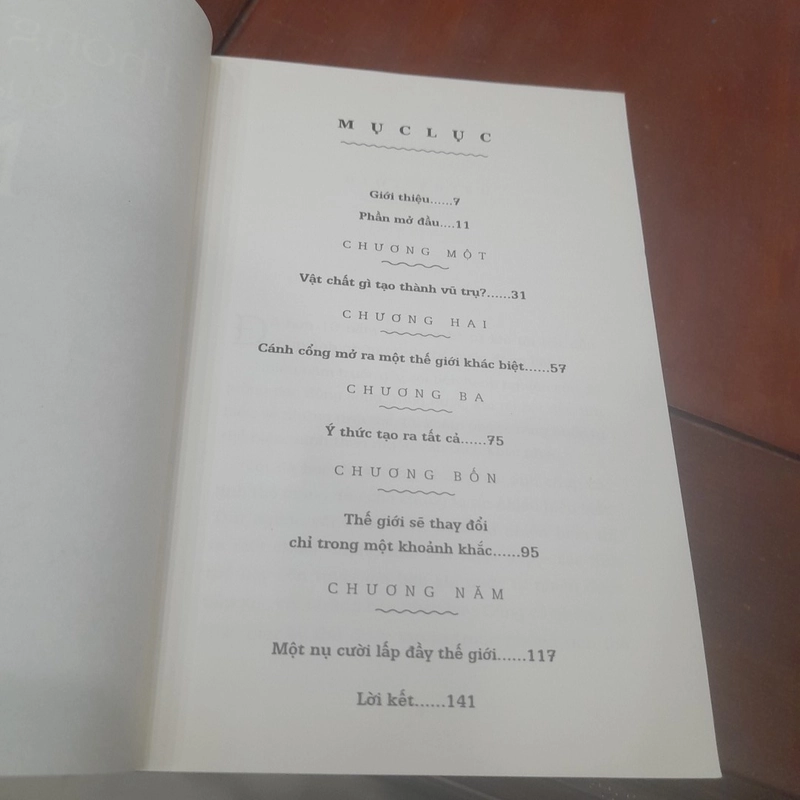 MỤC LỤC
Giới thiệu......7
Phần mở đầu....11
CHƯƠNG MỘT
Vật chất gì tạo thành vũ trụ?......31
CHƯƠNG HAI
Cánh cổng mở ra một thế giới khác biệt......57
CHƯƠNG BA
Ý thức tạo ra tất cả......75
CHƯƠNG BỐN
Thế giới sẽ thay đổi
chỉ trong một khoảnh khắc......95
CHƯƠNG NĂM
Một nụ cười lấp đầy thế giới......117
Lời kết......141